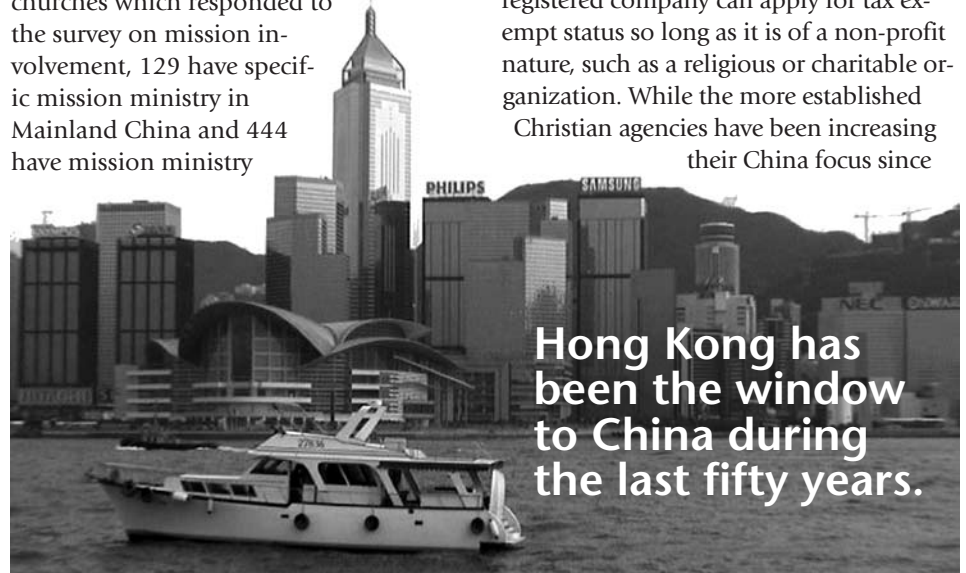 churches which responded to
the survey on mission in-
volvement, 129 have specif-
ic mission ministry in
Mainland China and 444
have mission ministry
registered company can apply for tax ex-
empt status so long as it is of a non-profit
nature, such as a religious or charitable or-
ganization. While the more established
Christian agencies have been increasing
their China focus since
PHILIPS
SAMSUNG
NEC
HITACHI
27836
Hong Kong has
been the window
to China during
the last fifty years.